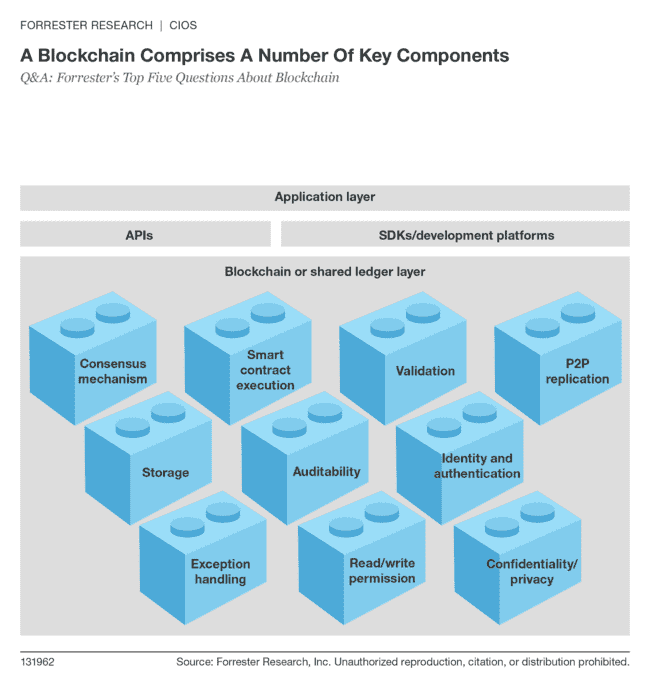 FORRESTER RESEARCH | CIOS
A Blockchain Comprises A Number Of Key Components
Q&A: Forrester's Top Five Questions About Blockchain
Application layer
APIs
SDKs/development platforms
Blockchain or shared ledger layer
Consensus
mechanism
Smart
contract
execution
Validation
P2P
replication
Storage
Auditability
Identity and
authentication
Exception
handling
Read/write
permission
Confidentiality/
privacy
131962
Source: Forrester Research, Inc. Unauthorized reproduction, citation, or distribution prohibited.